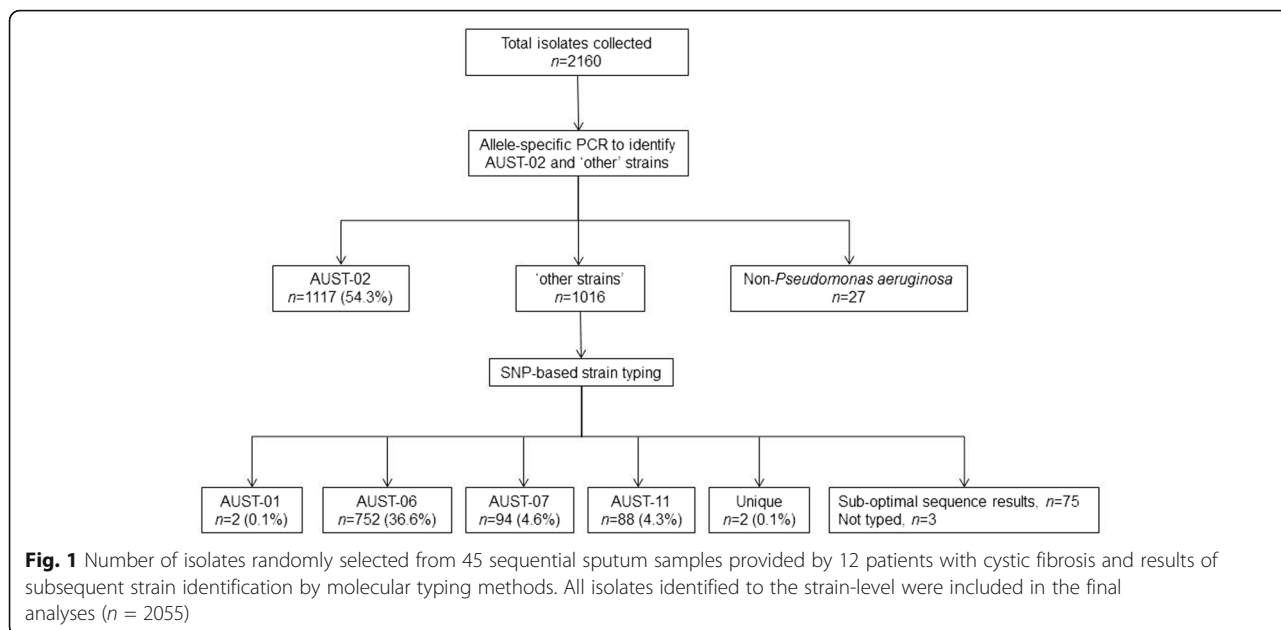 Total isolates collected
n=2160
Allele-specific PCR to identify
AUST-02 and 'other' strains
AUST-02
n=1117 (54.3%)
'other strains'
n=1016
Non-Pseudomonas aeruginosa
n=27
SNP-based strain typing
AUST-01
n=2 (0.1%)
AUST-06
n=752 (36.6%)
AUST-07
n=94 (4.6%)
AUST-11
n=88 (4.3%)
Unique
n=2 (0.1%)
Sub-optimal sequence results, n=75
Not typed, n=3
Fig. 1 Number of isolates randomly selected from 45 sequential sputum samples provided by 12 patients with cystic fibrosis and results of
subsequent strain identification by molecular typing methods. All isolates identified to the strain-level were included in the final
analyses (n = 2055)